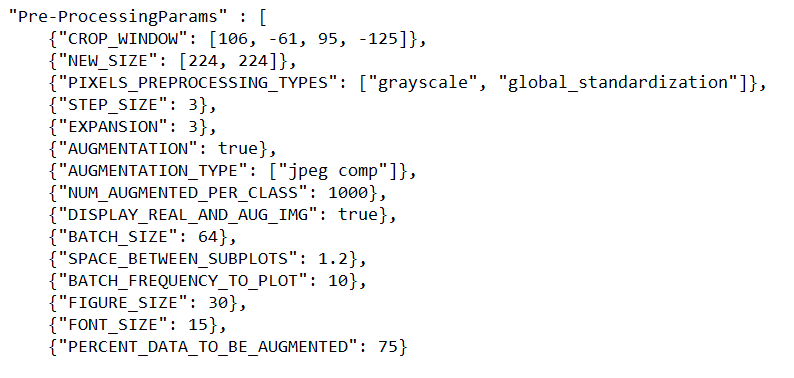 "Pre-ProcessingParams" : [
{"CROP_WINDOW": [106, -61, 95, -125]},
{"NEW_SIZE": [224, 224]},
{"PIXELS_PREPROCESSING_TYPES": ["grayscale", "global_standardization"]},
{"STEP_SIZE": 3},
{"EXPANSION": 3},
{"AUGMENTATION": true},
{"AUGMENTATION_TYPE": ["jpeg comp"]},
{"NUM_AUGMENTED_PER_CLASS": 1000},
{"DISPLAY_REAL_AND_AUG_IMG": true},
{"BATCH_SIZE": 64},
{"SPACE_BETWEEN_SUBPLOTS": 1.2},
{"BATCH_FREQUENCY_TO_PLOT": 10},
{"FIGURE_SIZE": 30},
{"FONT_SIZE": 15},
{"PERCENT_DATA_TO_BE_AUGMENTED": 75}